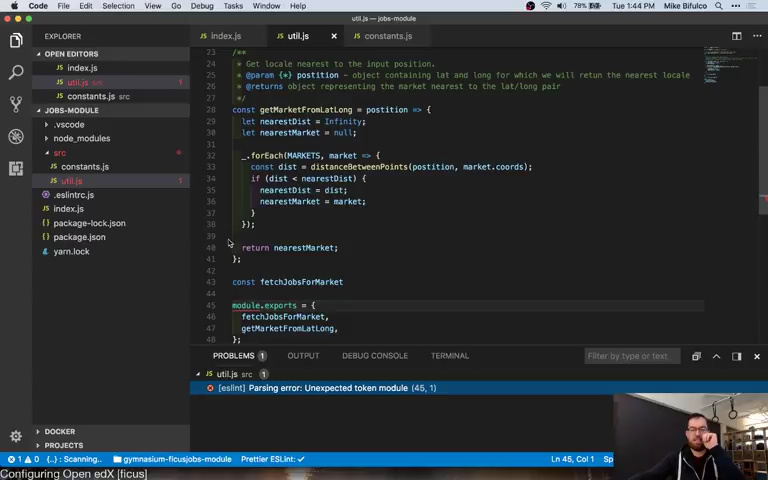 Code File Edit Selection View Go Debug Tasks Window Help 78% Tue 1:44 PM Mike Bifulco
util.js — jobs-module
EXPLORER
OPEN EDITORS
index.js
util.js src 1
constants.js src
JOBS-MODULE
.vscode
node_modules
src
constants.js
util.js 1
.eslintrc.js
index.js
package-lock.json
package.json
yarn.lock
DOCKER
PROJECTS
index.js util.js constants.js
23 /**
24 * Get locale nearest to the input position.
25 * @param {*} postition - object containing lat and long for which we will retun the nearest locale
26 * @returns object representing the market nearest to the lat/long pair
27 */
28 const getMarketFromLatLong = postition => {
29 let nearestDist = Infinity;
30 let nearestMarket = null;
31
32 _.forEach(MARKETS, market => {
33 const dist = distanceBetweenPoints(postition, market.coords);
34 if (dist < nearestDist) {
35 nearestDist = dist;
36 nearestMarket = market;
37 }
38 });
39
40 return nearestMarket;
41 };
42
43 const fetchJobsForMarket
44
45 module.exports = {
46 fetchJobsForMarket,
47 getMarketFromLatLong,
48 };
PROBLEMS 1 OUTPUT DEBUG CONSOLE TERMINAL Filter by type or text
util.js src 1
[eslint] Parsing error: Unexpected token module (45, 1)
1 0 {..} : Scanning.. gymnasium-ficus jobs-module Prettier ESLint: ✓ Ln 45, Col 1
Configuring Open edX [ficus]